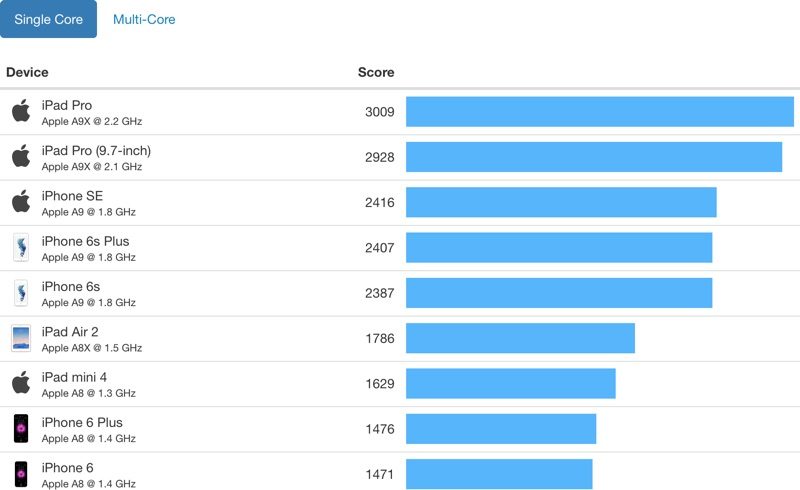 Single Core Multi-Core
Device Score
iPad Pro
Apple A9X @ 2.2 GHz
3009
iPad Pro (9.7-inch)
Apple A9X @ 2.1 GHz
2928
iPhone SE
Apple A9 @ 1.8 GHz
2416
iPhone 6s Plus
Apple A9 @ 1.8 GHz
2407
iPhone 6s
Apple A9 @ 1.8 GHz
2387
iPad Air 2
Apple A8X @ 1.5 GHz
1786
iPad mini 4
Apple A8 @ 1.3 GHz
1629
iPhone 6 Plus
Apple A8 @ 1.4 GHz
1476
iPhone 6
Apple A8 @ 1.4 GHz
1471